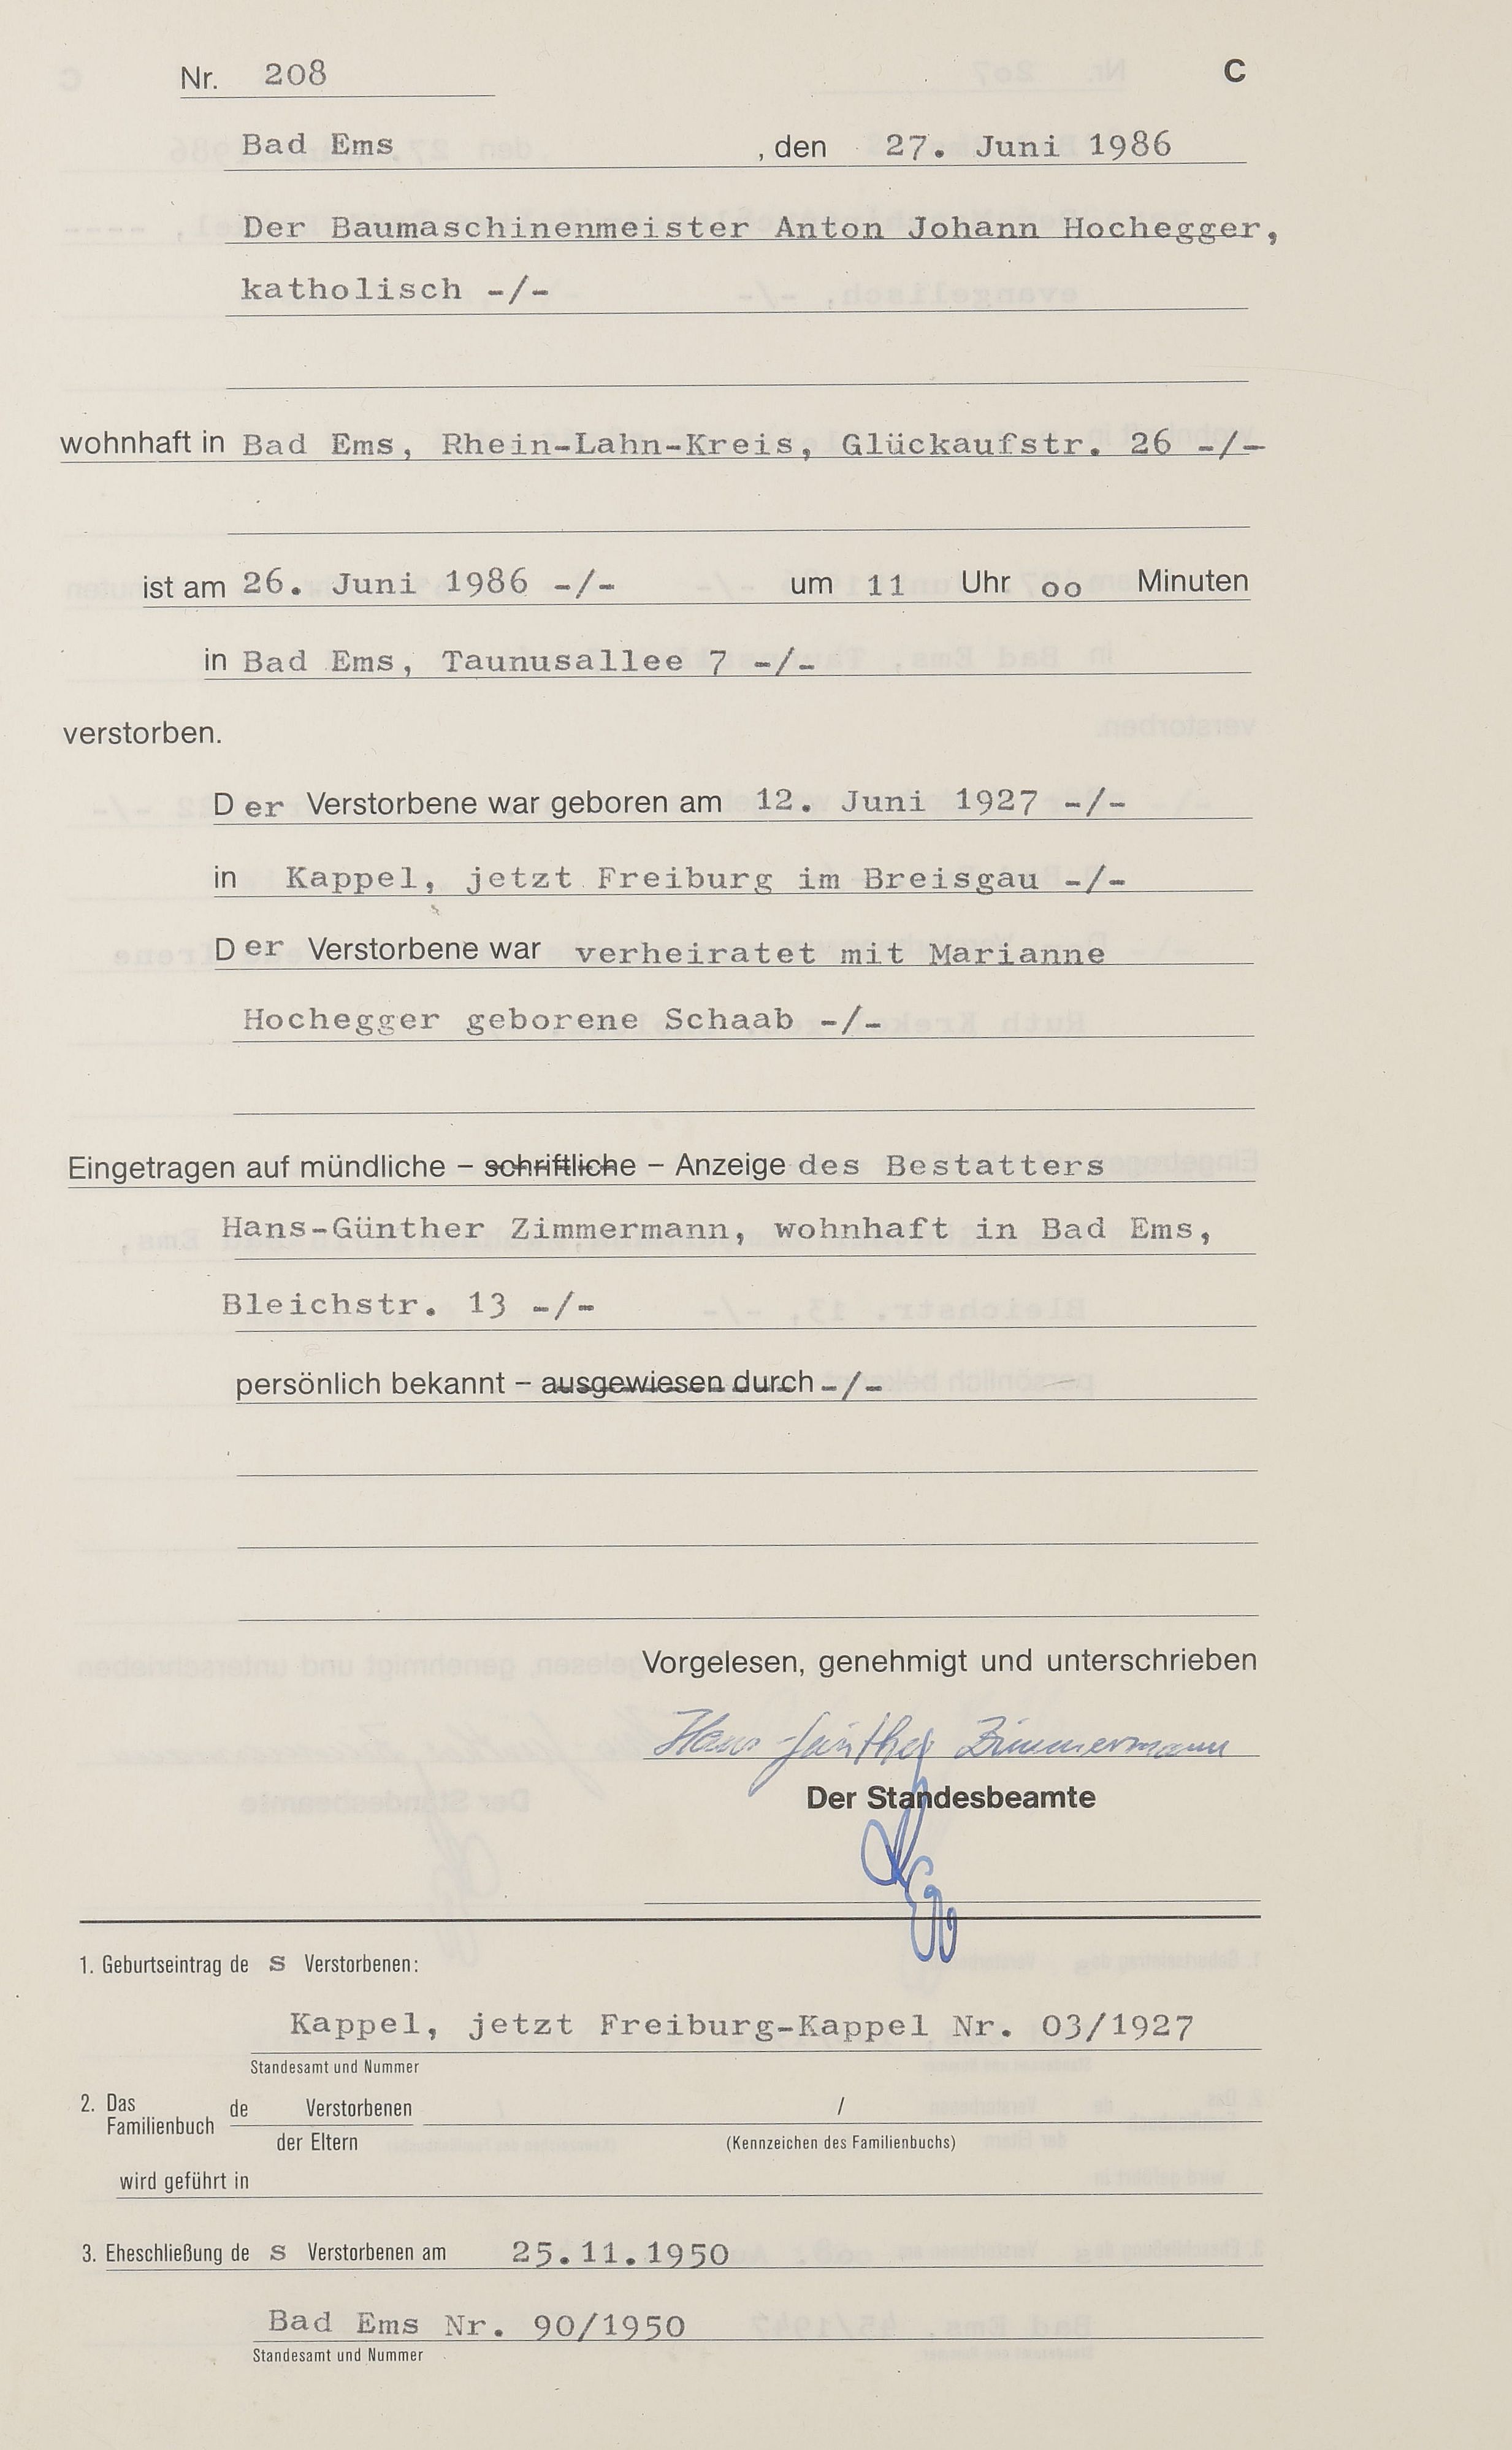 Nr. 208 C
Bad Ems , den 27. Juni 1986
Der Baumaschinenmeister Anton Johann Hochegger,
katholisch -/-
wohnhaft in Bad Ems, Rhein-Lahn-Kreis, Glückaufstr. 26 -/-
ist am 26. Juni 1986 -/- um 11 Uhr oo Minuten
in Bad Ems, Taunusallee 7 -/-
verstorben.
Der Verstorbene war geboren am 12. Juni 1927 -/-
in Kappel, jetzt Freiburg im Breisgau -/-
Der Verstorbene war verheiratet mit Marianne
Hochegger geborene Schaab -/-
Eingetragen auf mündliche – schriftliche – Anzeige des Bestatters
Hans-Günther Zimmermann, wohnhaft in Bad Ems,
Bleichstr. 13 -/-
persönlich bekannt – ausgewiesen durch -/-
Vorgelesen, genehmigt und unterschrieben
Hans-Günther Zimmermann
Der Standesbeamte
1. Geburtseintrag de s Verstorbenen:
Kappel, jetzt Freiburg-Kappel Nr. 03/1927
Standesamt und Nummer
2. Das Familienbuch de Verstorbenen /
der Eltern (Kennzeichen des Familienbuchs)
wird geführt in
3. Eheschließung de s Verstorbenen am 25.11.1950
Bad Ems Nr. 90/1950
Standesamt und Nummer